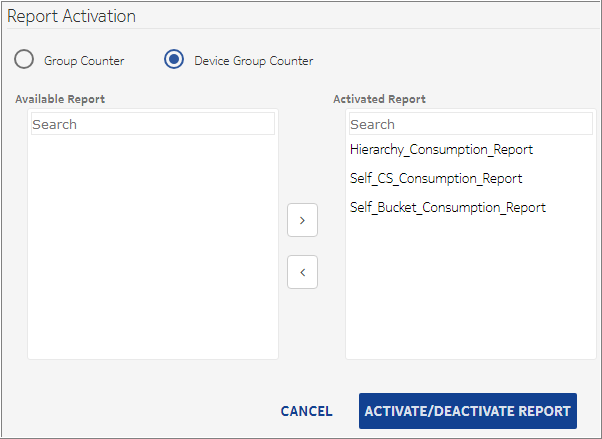 Report Activation
Group Counter
Device Group Counter
Available Report
Activated Report
Search
Search
Hierarchy_Consumption_Report
Self_CS_Consumption_Report
Self_Bucket_Consumption_Report
>
<
CANCEL
ACTIVATE/DEACTIVATE REPORT